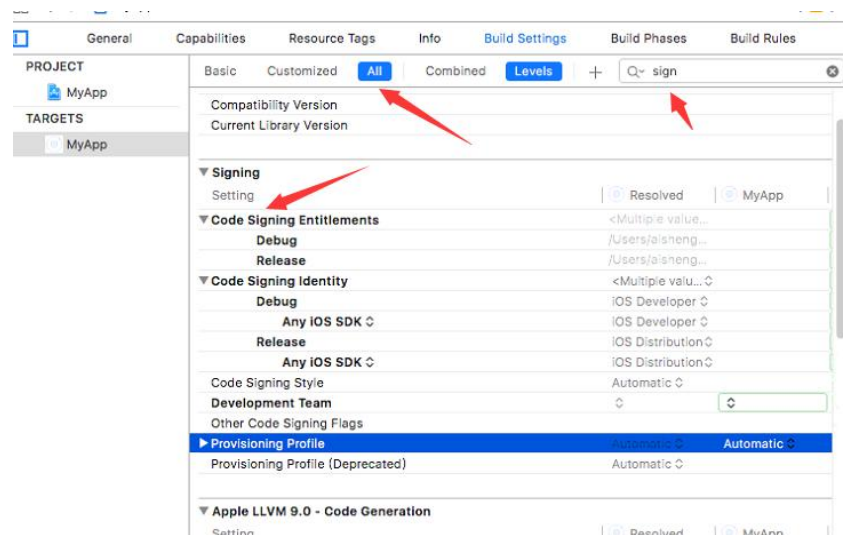 General Capabilities Resource Tags Info Build Settings Build Phases Build Rules
PROJECT
MyApp
TARGETS
MyApp
Basic Customized All Combined Levels + sign
Compatibility Version
Current Library Version
Signing
Setting Resolved MyApp
Code Signing Entitlements <Multiple value...
Debug /Users/aisheng...
Release /Users/aisheng...
Code Signing Identity <Multiple valu...
Debug iOS Developer
Any iOS SDK iOS Developer
Release iOS Distribution
Any iOS SDK iOS Distribution
Code Signing Style Automatic
Development Team
Other Code Signing Flags
Provisioning Profile Automatic Automatic
Provisioning Profile (Deprecated) Automatic
Apple LLVM 9.0 - Code Generation
Setting Resolved MyApp